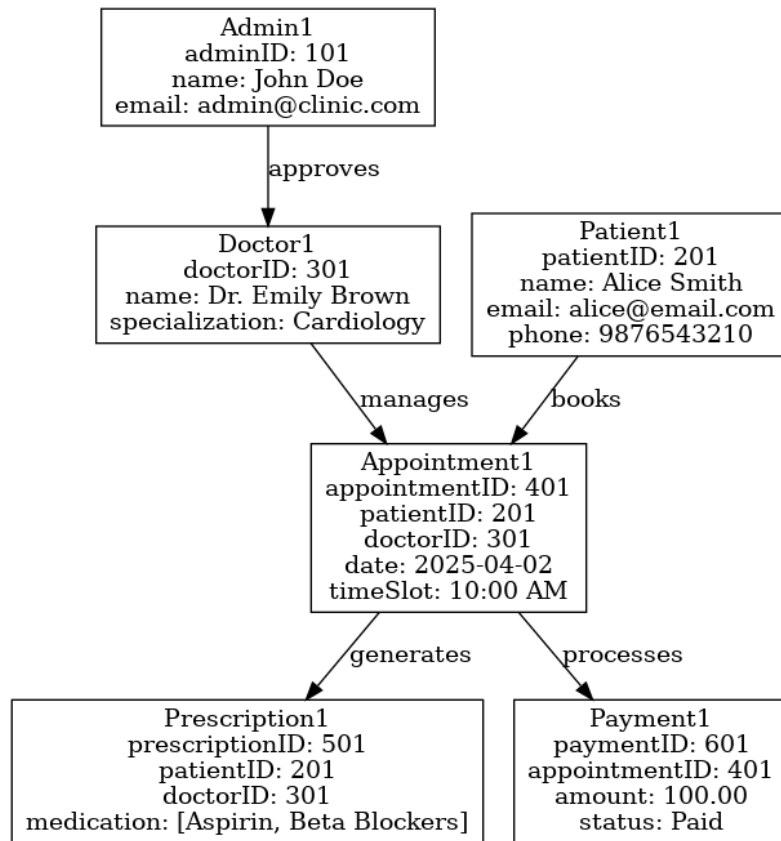 Admin1
adminID: 101
name: John Doe
email: admin@clinic.com
approves
Doctor1
doctorID: 301
name: Dr. Emily Brown
specialization: Cardiology
Patient1
patientID: 201
name: Alice Smith
email: alice@email.com
phone: 9876543210
manages
books
Appointment1
appointmentID: 401
patientID: 201
doctorID: 301
date: 2025-04-02
timeSlot: 10:00 AM
generates
processes
Prescription1
prescriptionID: 501
patientID: 201
doctorID: 301
medication: [Aspirin, Beta Blockers]
Payment1
paymentID: 601
appointmentID: 401
amount: 100.00
status: Paid